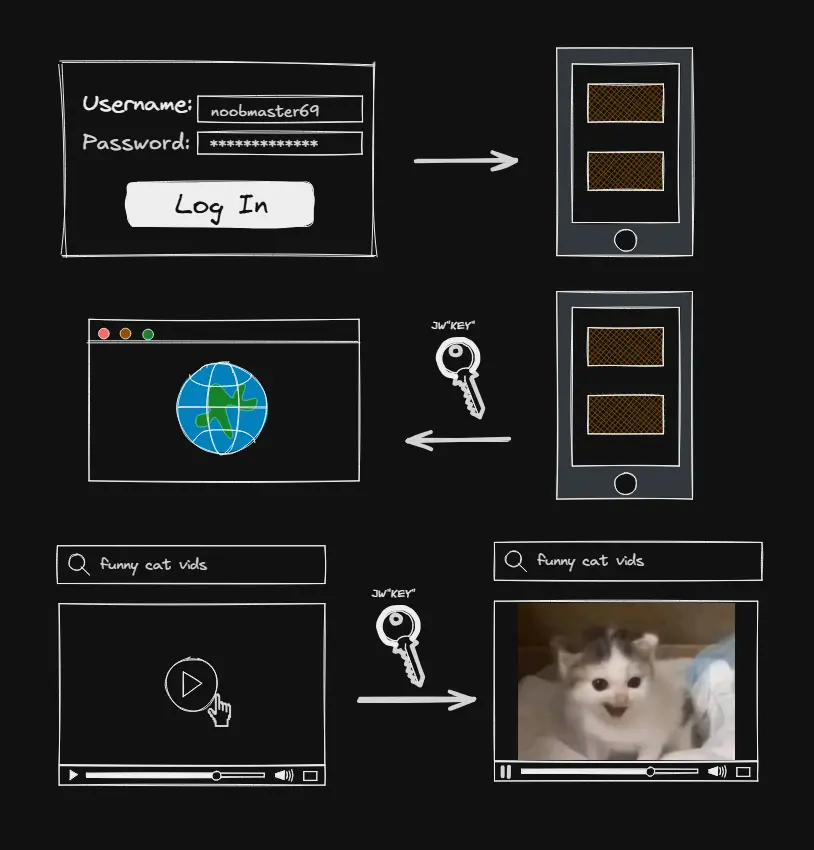 Username:
noobmaster69
Password:
*************
Log In
JW"KEY"
funny cat vids
JW"KEY"
funny cat vids